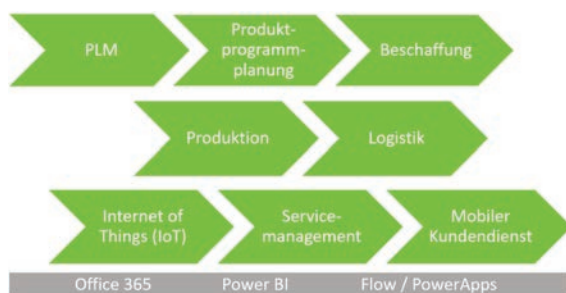 PLM
Produkt-
programm-
planung
Beschaffung
Produktion
Logistik
Internet of
Things (IoT)
Service-
management
Mobiler
Kundendienst
Office 365 Power BI Flow / PowerApps